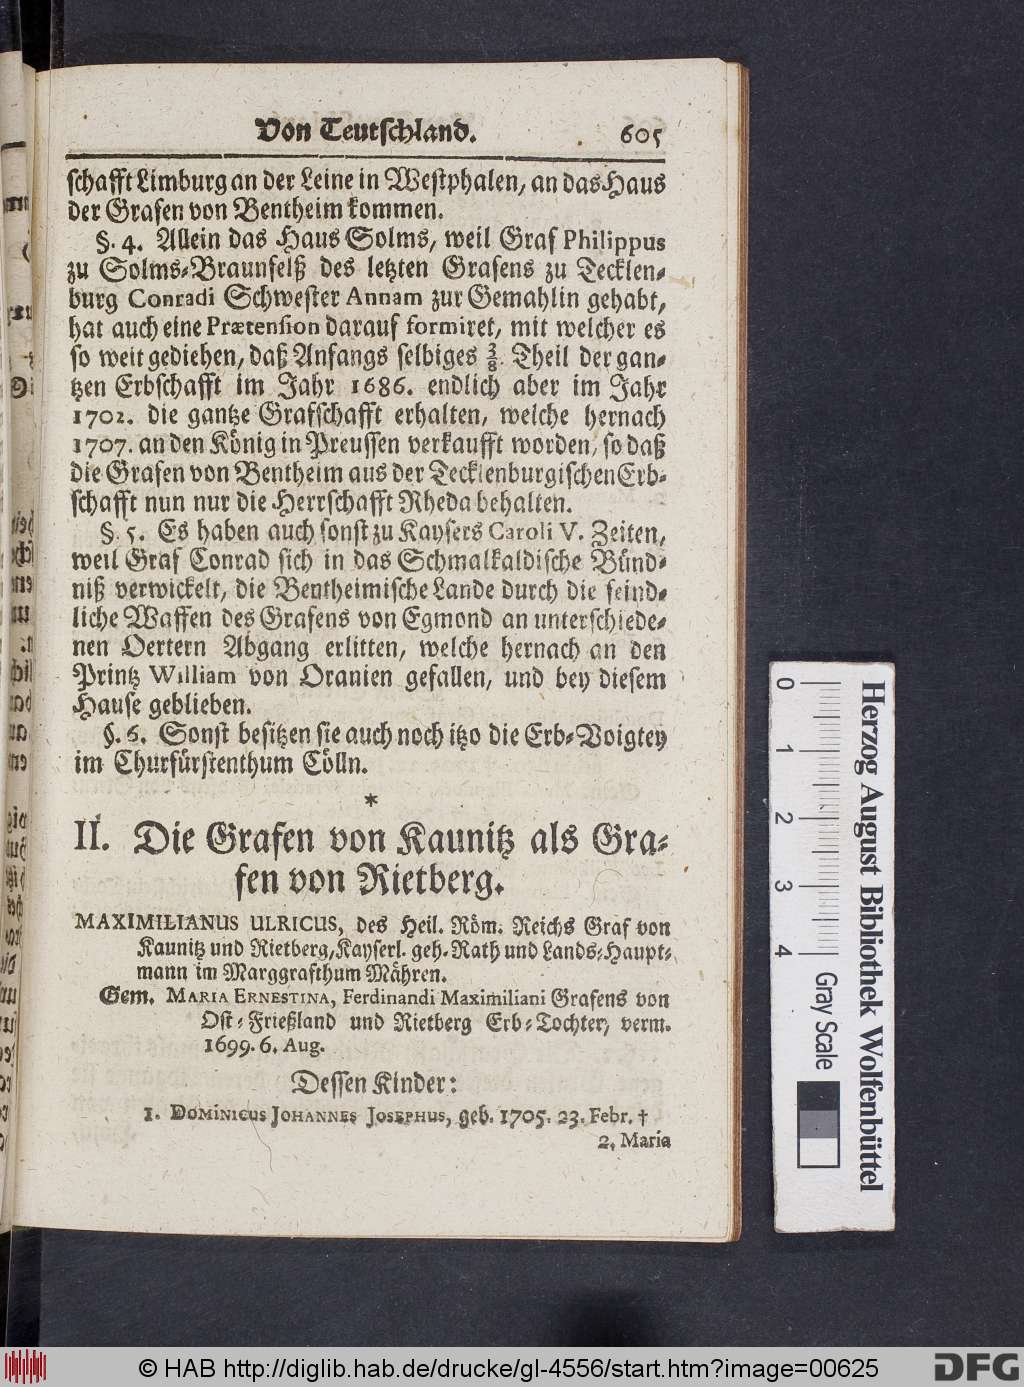 Von Teutschland. 605
schafft Limburg an der Leine in Westphalen, an das Haus
der Grafen von Bentheim kommen.
§. 4. Allein das Haus Solms, weil Graf Philippus
zu Solms-Braunfelß des letzten Grafens zu Tecklen-
burg Conradi Schwester Annam zur Gemahlin gehabt,
hat auch eine Prætension darauf formiret, mit welcher es
so weit gediehen, daß Anfangs selbiges 3/8. Theil der gan-
tzen Erbschafft im Jahr 1686. endlich aber im Jahr
1702. die gantze Grafschafft erhalten, welche hernach
1707. an den König in Preussen verkaufft worden, so daß
die Grafen von Bentheim aus der Tecklenburgischen Erb-
schafft nun nur die Herrschafft Rheda behalten.
§. 5. Es haben auch sonst zu Kaysers Caroli V. Zeiten,
weil Graf Conrad sich in das Schmalkaldische Bünd-
niß verwickelt, die Bentheimische Lande durch die feind-
liche Waffen des Grafens von Egmond an unterschiede-
nen Oertern Abgang erlitten, welche hernach an den
Printz William von Oranien gefallen, und bey diesem
Hause geblieben.
§. 6. Sonst besitzen sie auch noch itzo die Erb-Voigtey
im Churfürstenthum Cölln.
*
II. Die Grafen von Kaunitz als Gra-
fen von Rietberg.
MAXIMILIANUS ULRICUS, des Heil. Röm. Reichs Graf von
Kaunitz und Rietberg, Kayserl. geh. Rath und Lands-Haupt-
mann im Marggrafthum Mähren.
Gem. MARIA ERNESTINA, Ferdinandi Maximiliani Grafens von
Ost-Frießland und Rietberg Erb-Tochter, verm.
1699. 6. Aug.
Dessen Kinder:
1. DOMINICUS JOHANNES JOSEPHUS, geb. 1705. 23. Febr. †
2. Maria
0 1 2 3 4
Herzog August Bibliothek Wolfenbüttel
Gray Scale
© HAB http://diglib.hab.de/drucke/gl-4556/start.htm?image=00625
DFG